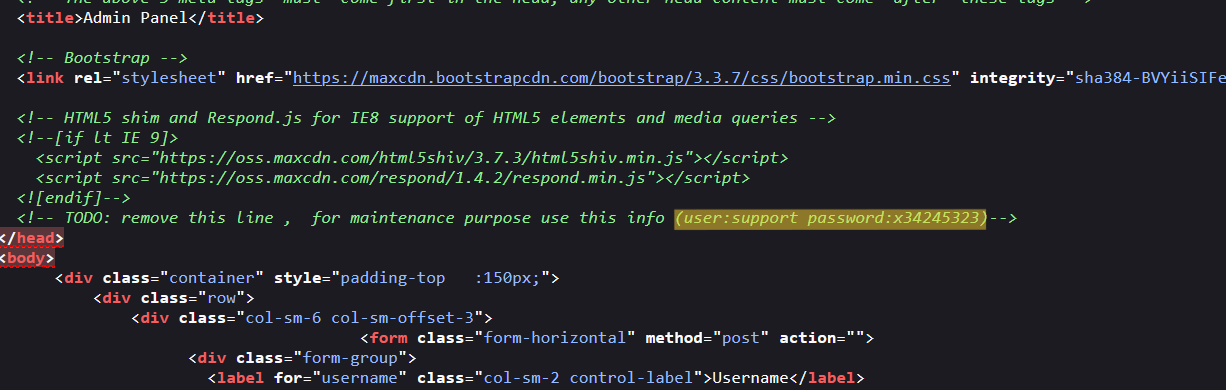 <!-- The above 3 meta tags *must* come first in the head; any other head content must come *after* these tags -->
<title>Admin Panel</title>
<!-- Bootstrap -->
<link rel="stylesheet" href="https://maxcdn.bootstrapcdn.com/bootstrap/3.3.7/css/bootstrap.min.css" integrity="sha384-BVYiiSIFe
<!-- HTML5 shim and Respond.js for IE8 support of HTML5 elements and media queries -->
<!--[if lt IE 9]>
<script src="https://oss.maxcdn.com/html5shiv/3.7.3/html5shiv.min.js"></script>
<script src="https://oss.maxcdn.com/respond/1.4.2/respond.min.js"></script>
<![endif]-->
<!-- TODO: remove this line ,  for maintenance purpose use this info (user:support password:x34245323)-->
</head>
<body>
<div class="container" style="padding-top   :150px;">
<div class="row">
<div class="col-sm-6 col-sm-offset-3">
<form class="form-horizontal" method="post" action="">
<div class="form-group">
<label for="username" class="col-sm-2 control-label">Username</label>